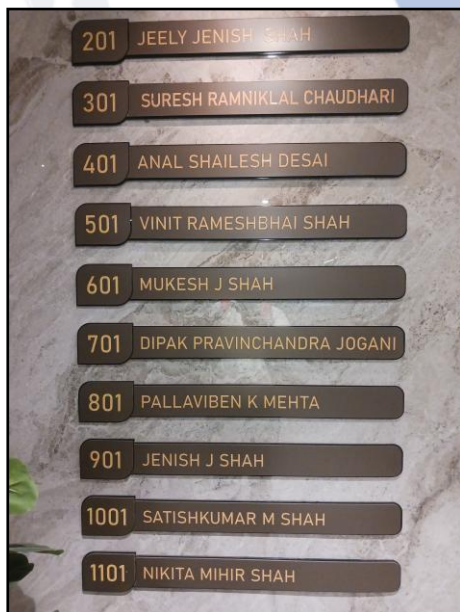 201 JEELY JENISH SHAH
301 SURESH RAMNIKLAL CHAUDHARI
401 ANAL SHAILESH DESAI
501 VINIT RAMESHBHAI SHAH
601 MUKESH J SHAH
701 DIPAK PRAVINCHANDRA JOGANI
801 PALLAVIBEN K MEHTA
901 JENISH J SHAH
1001 SATISHKUMAR M SHAH
1101 NIKITA MIHIR SHAH